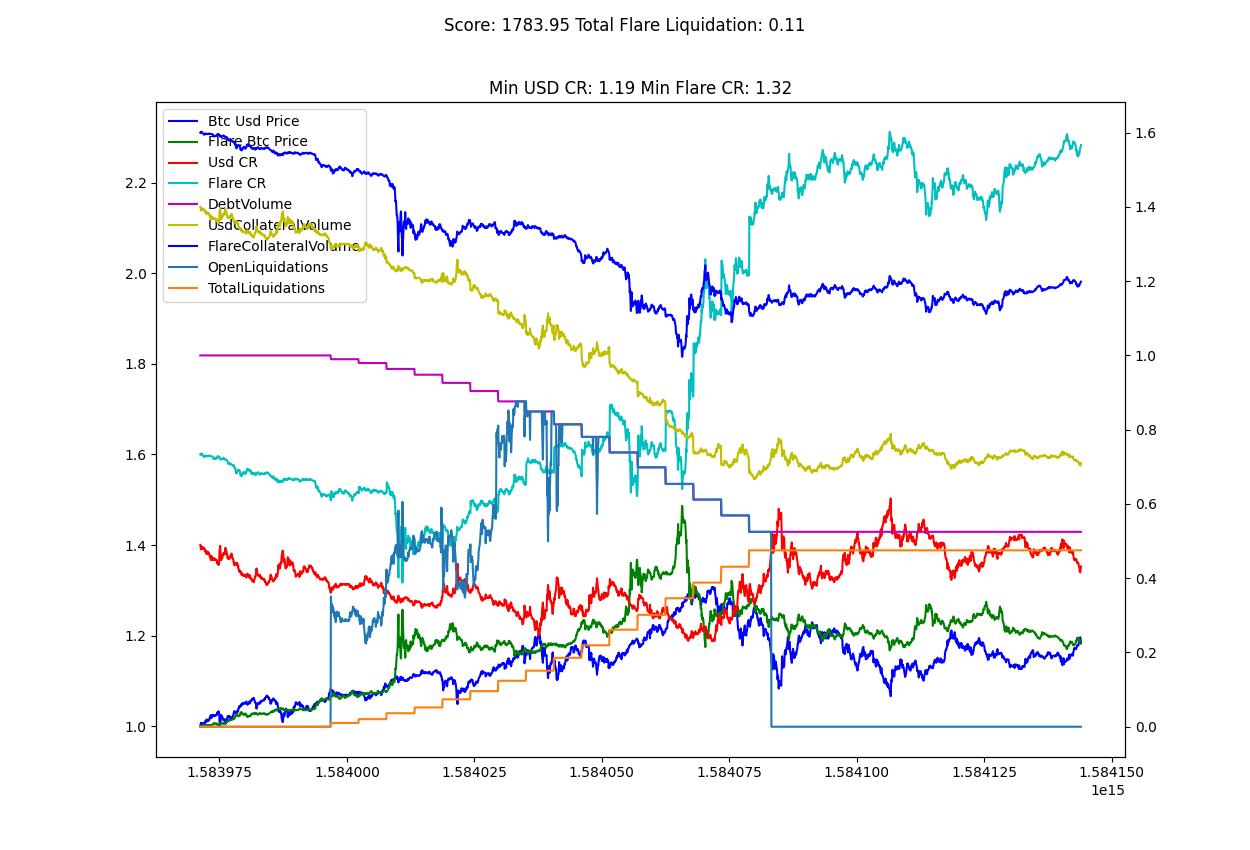 Score: 1783.95 Total Flare Liquidation: 0.11
Min USD CR: 1.19 Min Flare CR: 1.32
Btc Usd Price
Flare Btc Price
Usd CR
Flare CR
DebtVolume
UsdCollateralVolume
FlareCollateralVolume
OpenLiquidations
TotalLiquidations
2.2
2.0
1.8
1.6
1.4
1.2
1.0
1.6
1.4
1.2
1.0
0.8
0.6
0.4
0.2
0.0
1.583975 1.584000 1.584025 1.584050 1.584075 1.584100 1.584125 1.584150
1e15